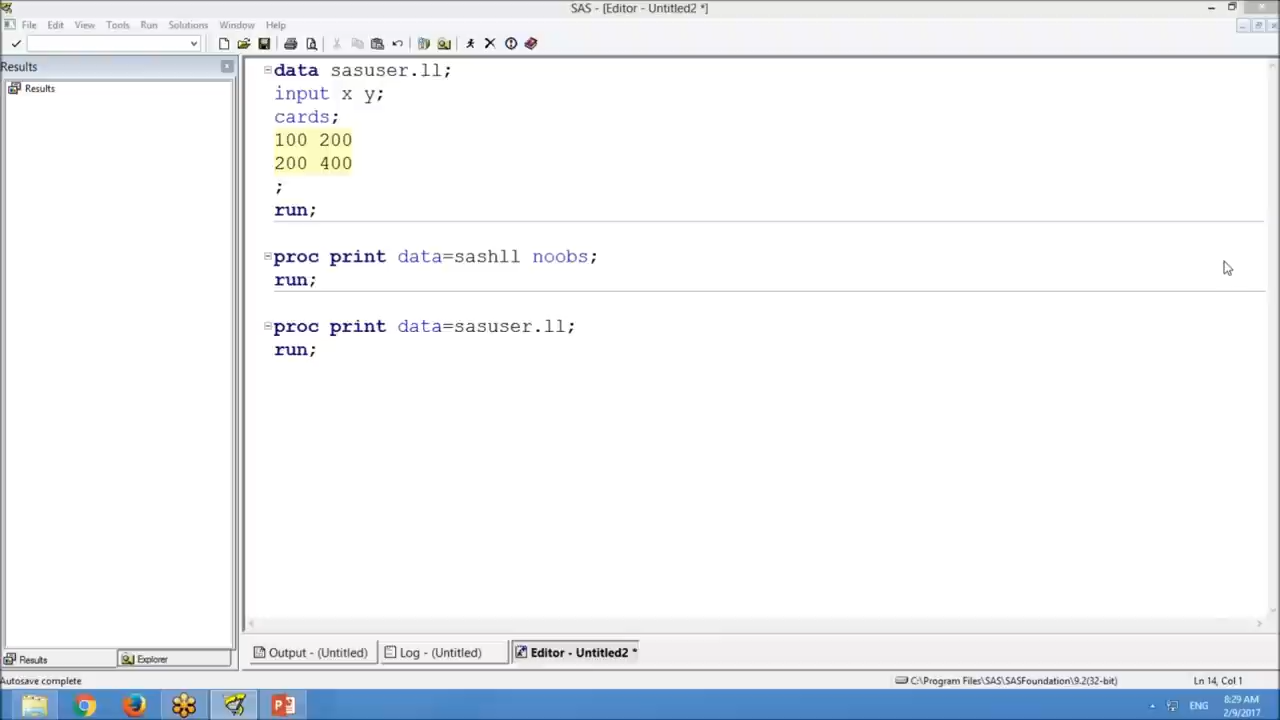 SAS - [Editor - Untitled2 *]
File Edit View Tools Run Solutions Window Help
Results
Results
data sasuser.ll;
input x y;
cards;
100 200
200 400
;
run;
proc print data=sashll noobs;
run;
proc print data=sasuser.ll;
run;
Output - (Untitled) Log - (Untitled) Editor - Untitled2 *
Results Explorer
Autosave complete C:\Program Files\SAS\SASFoundation\9.2(32-bit) Ln 14, Col 1
ENG 8:29 AM
2/9/2017